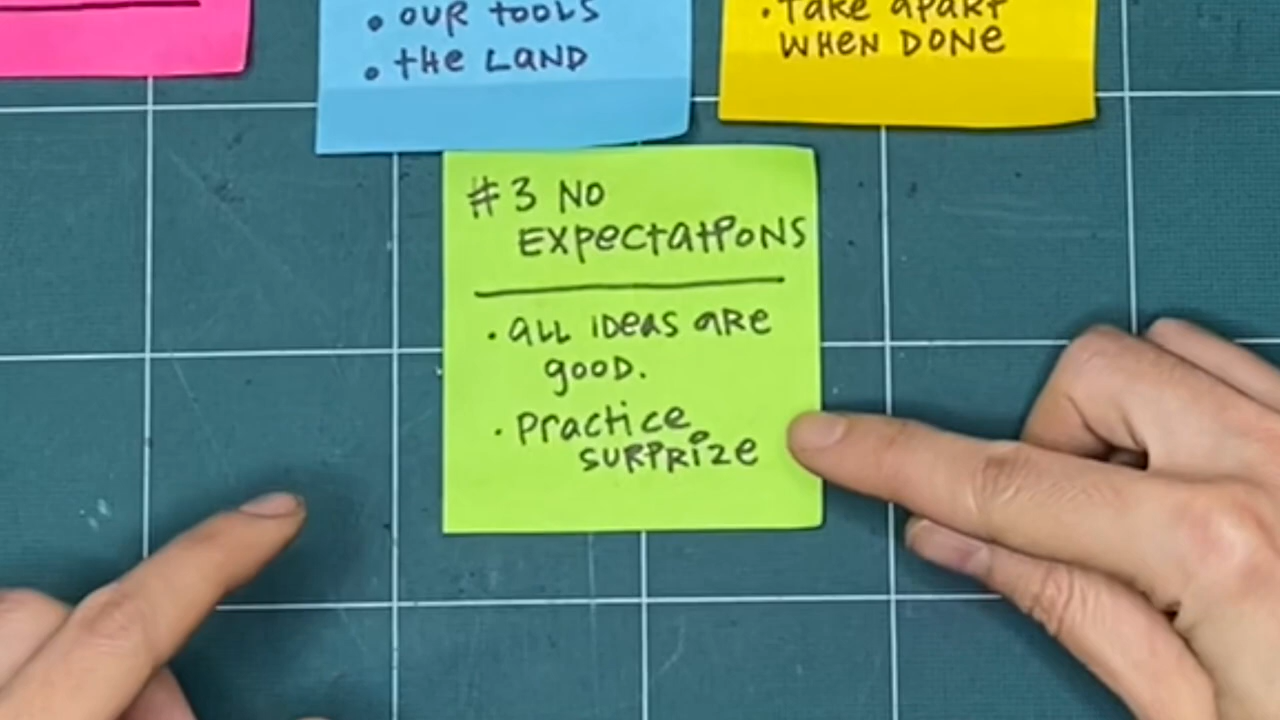 • OUR TOOLS
• tHe LAND
• Take apart
WHEN DONe
#3 NO
EXPectatioNS
• aLL IDeas aRe
gooD.
• Practice
SURPRIZe